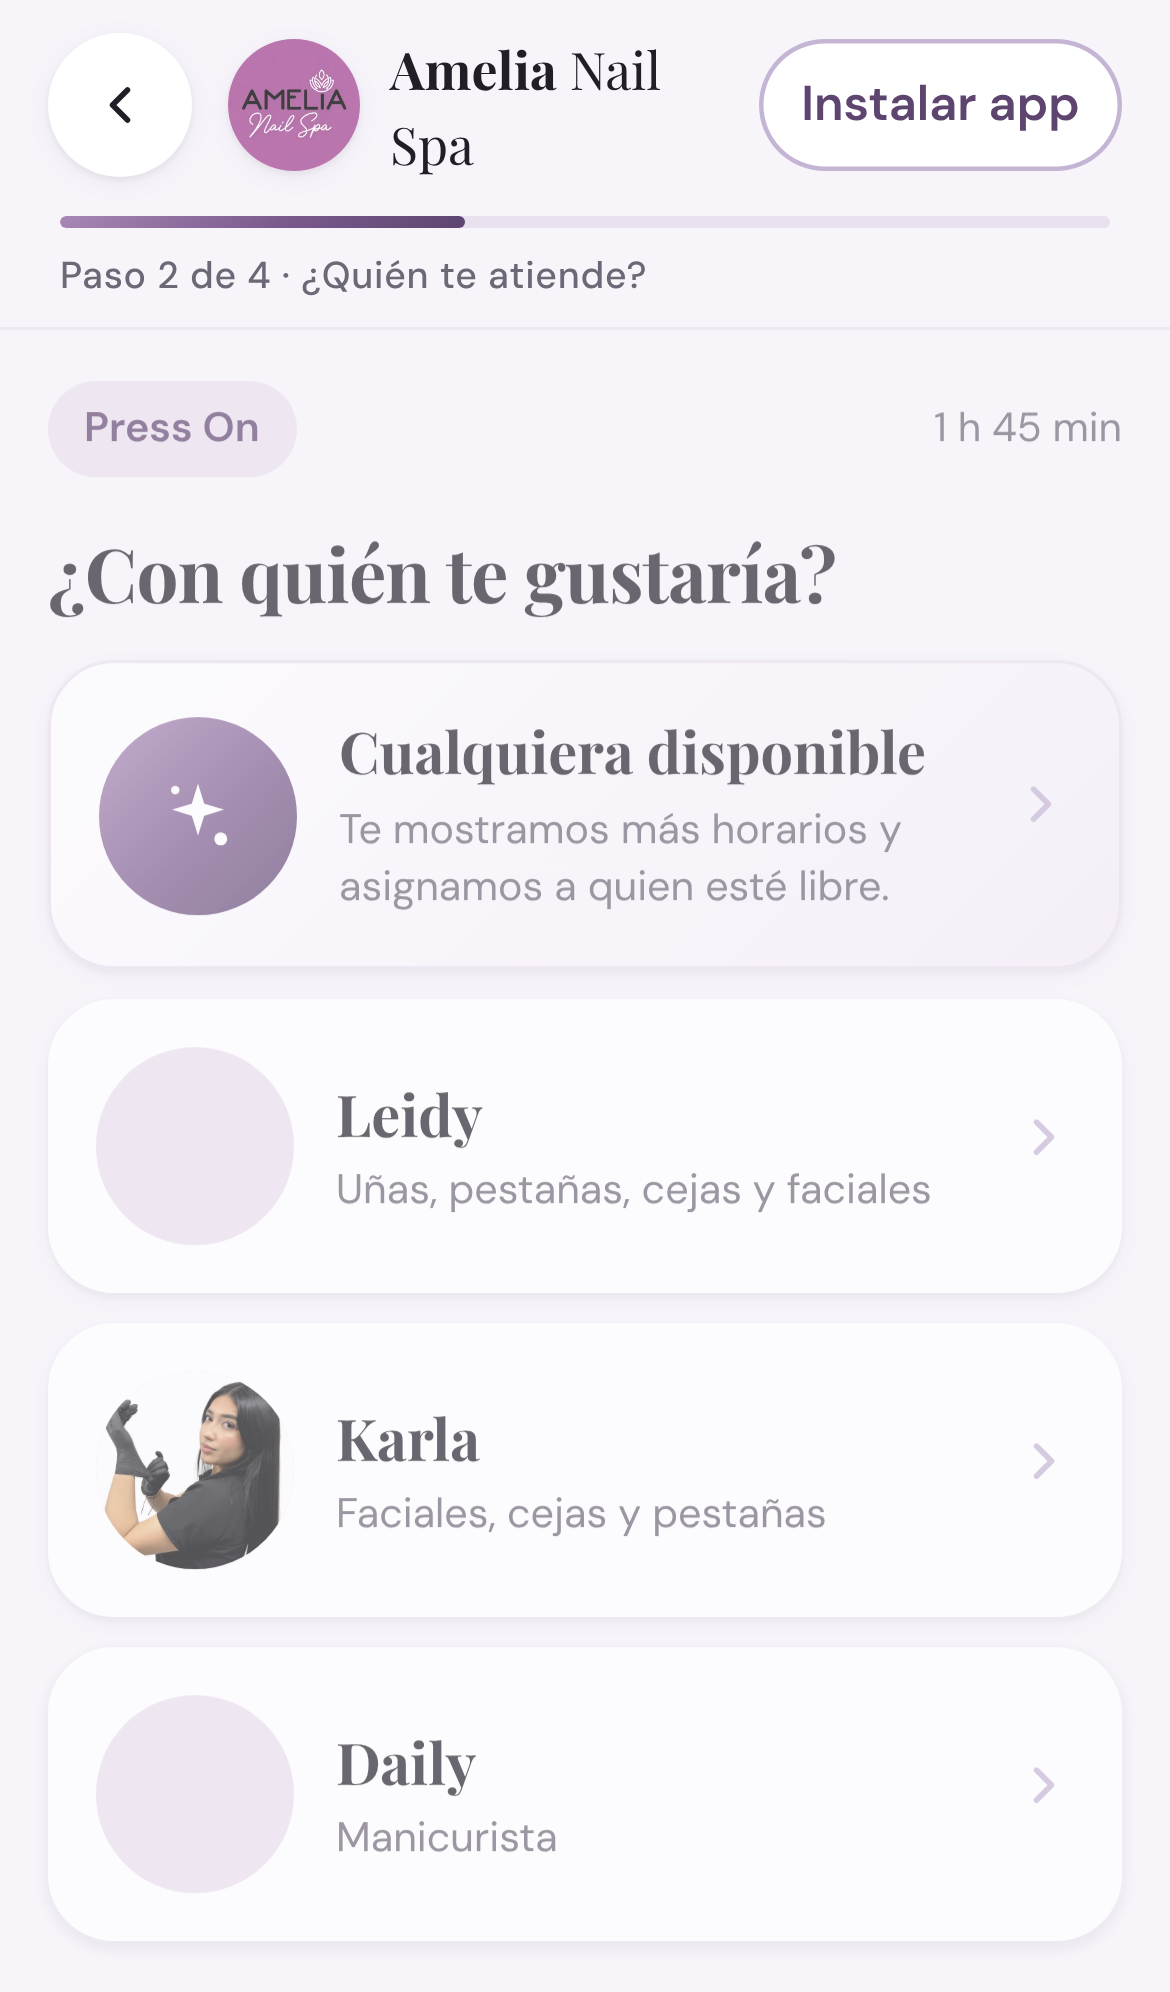 AMELIA
Nail Spa
Amelia Nail
Spa
Instalar app
Paso 2 de 4 · ¿Quién te atiende?
Press On
1 h 45 min
¿Con quién te gustaría?
Cualquiera disponible
Te mostramos más horarios y
asignamos a quien esté libre.
Leidy
Uñas, pestañas, cejas y faciales
Karla
Faciales, cejas y pestañas
Daily
Manicurista